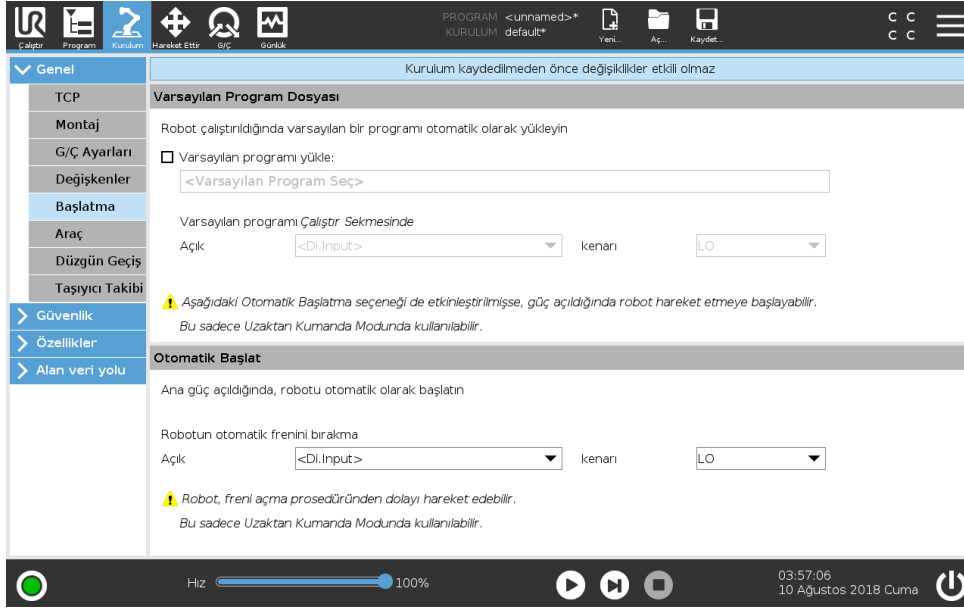 PROGRAM <unnamed>*
KURULUM default*
Çalıştır
Program
Kurulum
Hareket Ettir
G/Ç
Günlük
Yeni...
Aç...
Kaydet...
C C
C C
Genel
TCP
Montaj
G/Ç Ayarları
Değişkenler
Başlatma
Araç
Düzgün Geçiş
Taşıyıcı Takibi
Güvenlik
Özellikler
Alan veri yolu
Kurulum kaydedilmeden önce değişiklikler etkili olmaz
Varsayılan Program Dosyası
Robot çalıştırıldığında varsayılan bir programı otomatik olarak yükleyin
Varsayılan programı yükle:
<Varsayılan Program Seç>
Varsayılan programı Çalıştır Sekmesinde
Açık <Di.Input> kenarı LO
Aşağıdaki Otomatik Başlatma seçeneği de etkinleştirilmişse, güç açıldığında robot hareket etmeye başlayabilir.
Bu sadece Uzaktan Kumanda Modunda kullanılabilir.
Otomatik Başlat
Ana güç açıldığında, robotu otomatik olarak başlatın
Robotun otomatik frenini bırakma
Açık <Di.Input> kenarı LO
Robot, freni açma prosedüründen dolayı hareket edebilir.
Bu sadece Uzaktan Kumanda Modunda kullanılabilir.
Hız 100%
03:57:06
10 Ağustos 2018 Cuma